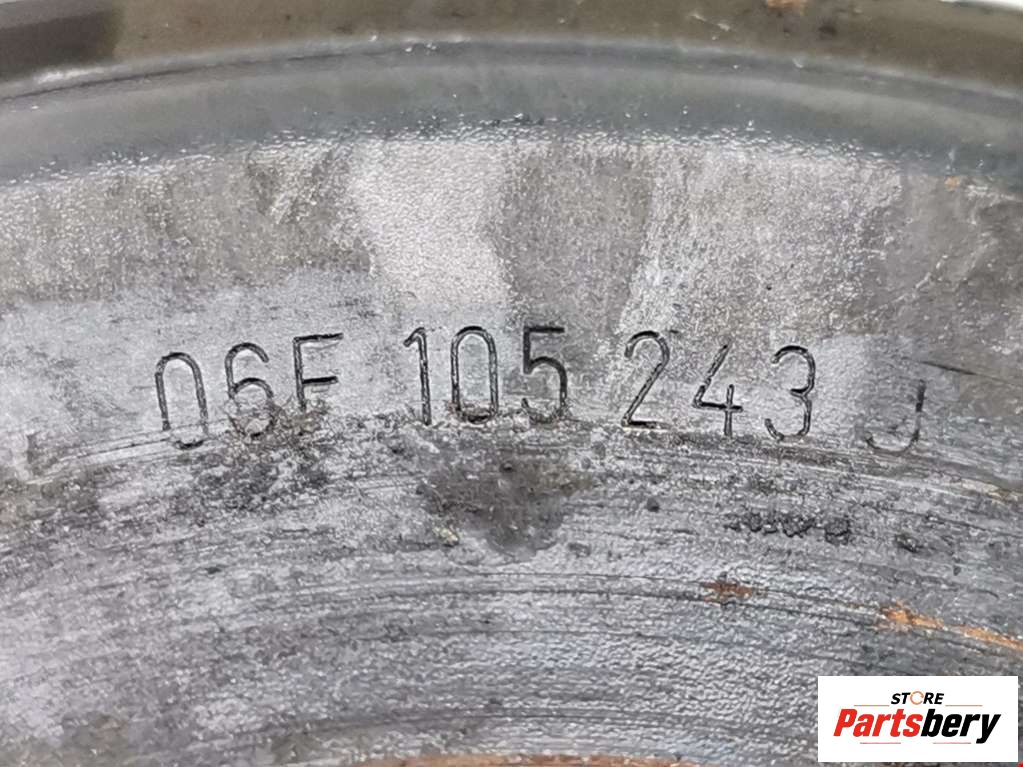 06F 105 243 J
STORE
Partsbery